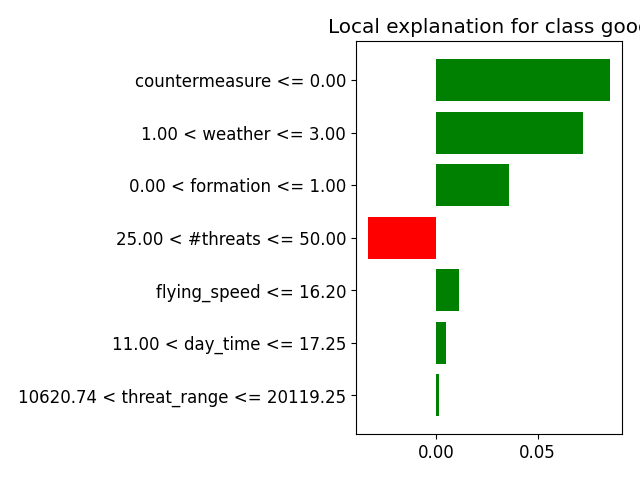 Local explanation for class good
countermeasure <= 0.00
1.00 < weather <= 3.00
0.00 < formation <= 1.00
25.00 < #threats <= 50.00
flying_speed <= 16.20
11.00 < day_time <= 17.25
10620.74 < threat_range <= 20119.25
0.00 0.05